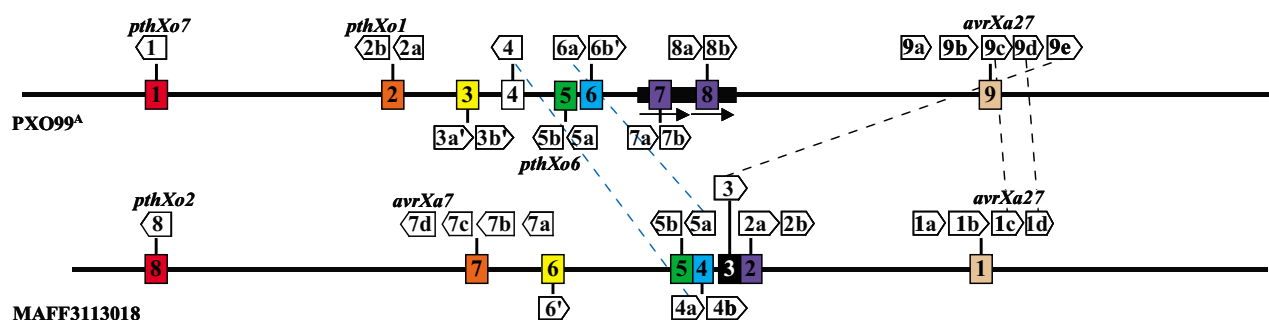 pthXo7 pthXo1 avrXa27
1 2b 2a 4 6a 6b' 8a 8b 9a 9b 9c 9d 9e
1 2 3 4 5 6 7 8 9
PXO99A
3a' 3b' 5b 5a 7a 7b
pthXo6
pthXo2 avrXa7 3 avrXa27
8 7d 7c 7b 7a 5b 5a 2a 2b 1a 1b 1c 1d
8 7 6 5 4 3 2 1
6' 4a 4b
MAFF3113018